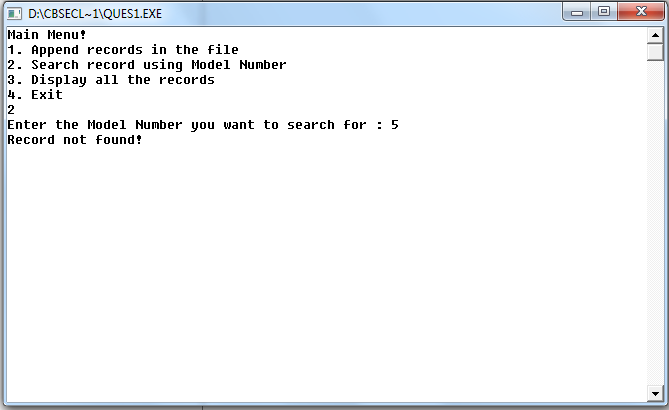 D:\CBSECL~1\QUES1.EXE
Main Menu!
1. Append records in the file
2. Search record using Model Number
3. Display all the records
4. Exit
2
Enter the Model Number you want to search for : 5
Record not found!